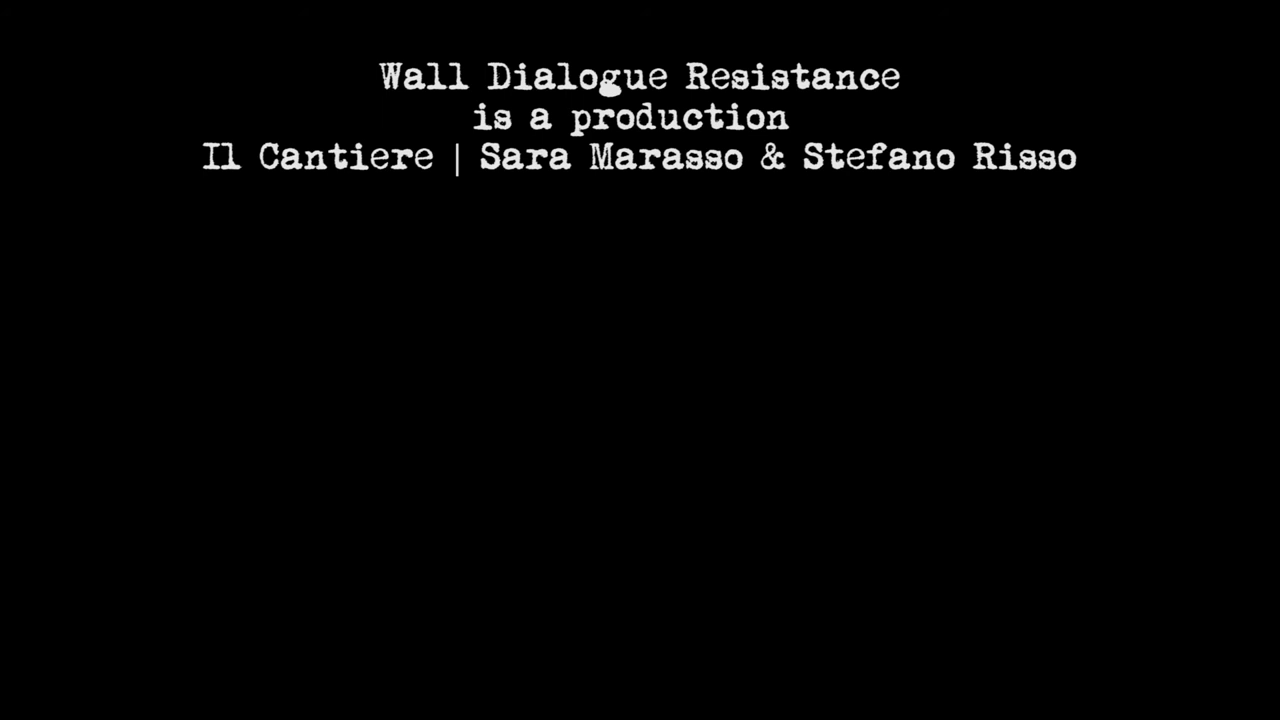 Wall Dialogue Resistance
is a production
Il Cantiere | Sara Marasso & Stefano Risso